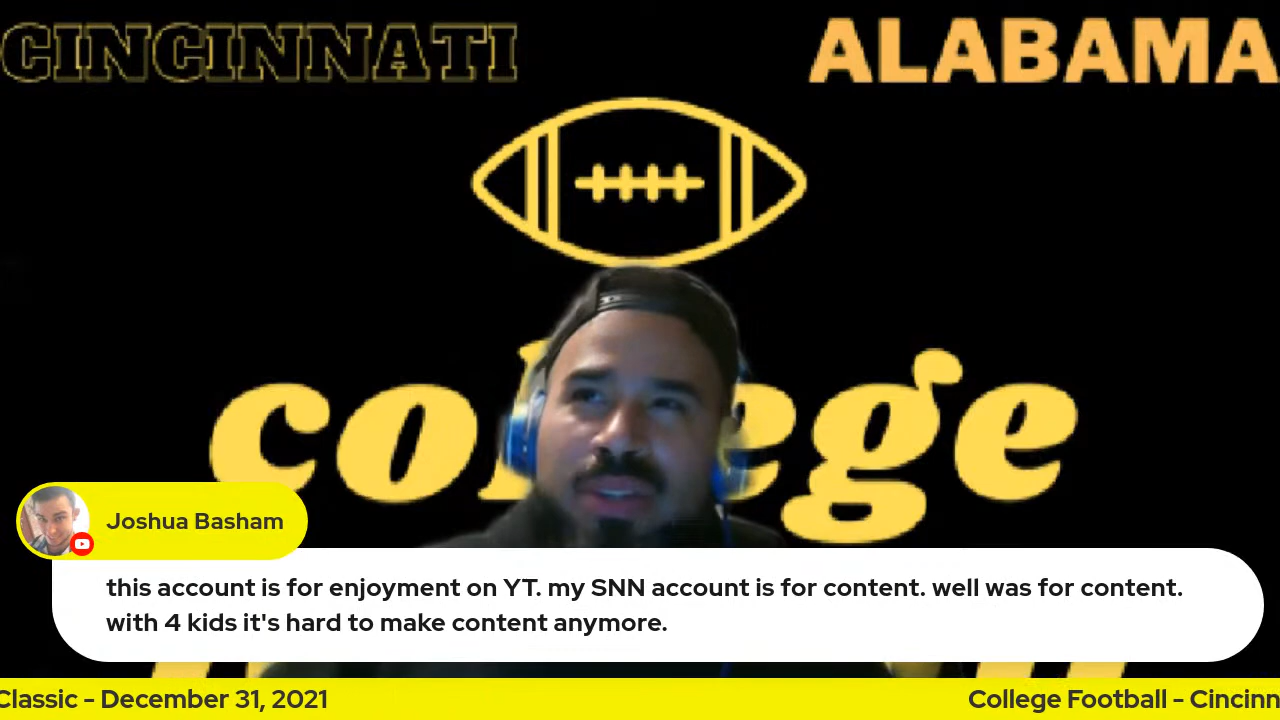 CINCINNATI
ALABAMA
college
Joshua Basham
this account is for enjoyment on YT. my SNN account is for content. well was for content.
with 4 kids it's hard to make content anymore.
Classic - December 31, 2021
College Football - Cincinn